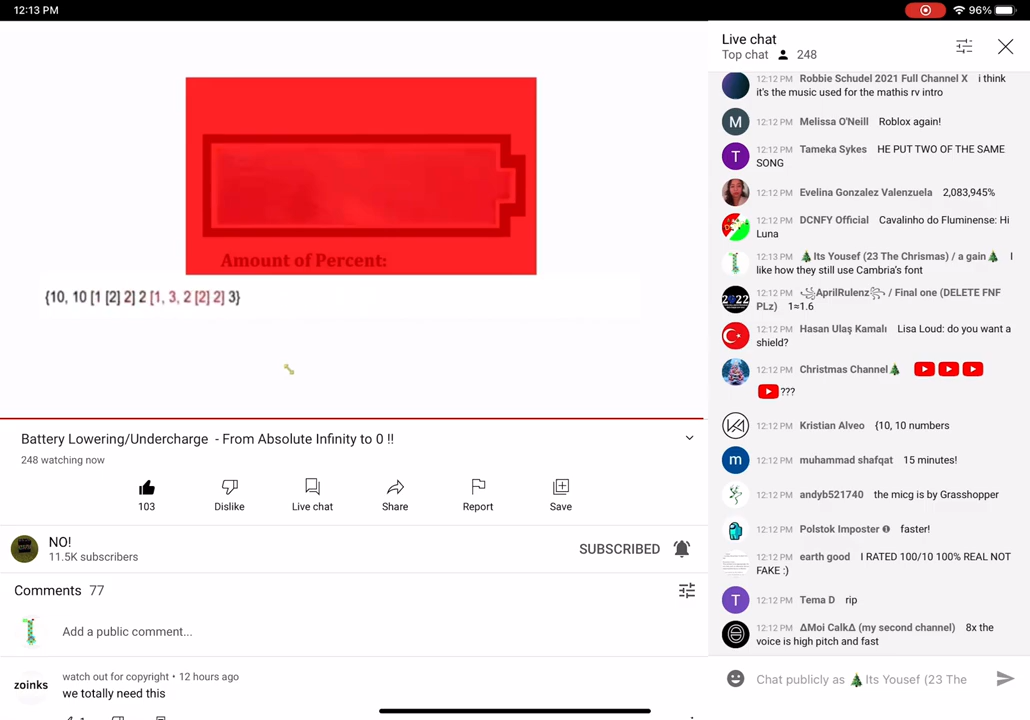 12:13 PM
96%
Amount of Percent:
{10, 10 [1 [2] 2] 2 [1, 3, 2 [2] 2] 3}
Battery Lowering/Undercharge - From Absolute Infinity to 0 !!
248 watching now
103
Dislike
Live chat
Share
Report
Save
NO!
11.5K subscribers
SUBSCRIBED
Comments 77
Add a public comment...
zoinks
watch out for copyright • 12 hours ago
we totally need this
1
Live chat
Top chat 248
12:12 PM Robbie Schudel 2021 Full Channel X i think
it's the music used for the mathis rv intro
M
12:12 PM Melissa O'Neill Roblox again!
T
12:12 PM Tameka Sykes HE PUT TWO OF THE SAME
SONG
12:12 PM Evelina Gonzalez Valenzuela 2,083,945%
12:12 PM DCNFY Official Cavalinho do Fluminense: Hi
Luna
12:13 PM 🎄Its Yousef (23 The Chrismas) / a gain🎄 I
like how they still use Cambria's font
2022
12:12 PM ꧁AprilRulenz꧂ / Final one (DELETE FNF
PLz) 1≈1.6
12:12 PM Hasan Ulaş Kamalı Lisa Loud: do you want a
shield?
12:12 PM Christmas Channel🎄
???
12:12 PM Kristian Alveo {10, 10 numbers
m
12:12 PM muhammad shafqat 15 minutes!
12:12 PM andyb521740 the micg is by Grasshopper
12:12 PM Polstok Imposter faster!
12:12 PM earth good I RATED 100/10 100% REAL NOT
FAKE :)
T
12:12 PM Tema D rip
12:12 PM ΔMoi CalkΔ (my second channel) 8x the
voice is high pitch and fast
Chat publicly as 🎄Its Yousef (23 The